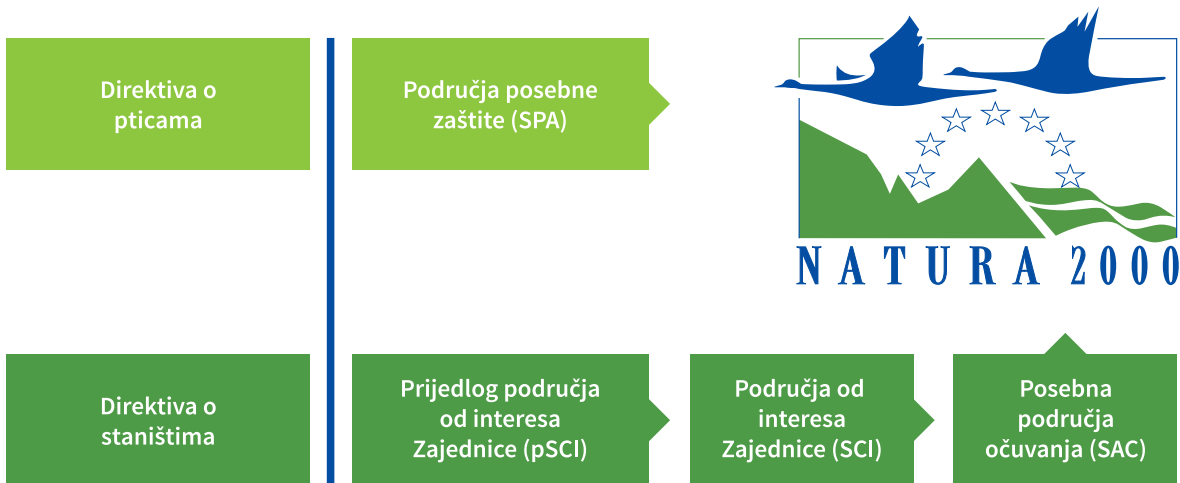 Direktiva o
pticama
Područja posebne
zaštite (SPA)
NATURA 2000
Direktiva o
staništima
Prijedlog područja
od interesa
Zajednice (pSCI)
Područja od
interesa
Zajednice (SCI)
Posebna
područja
očuvanja (SAC)